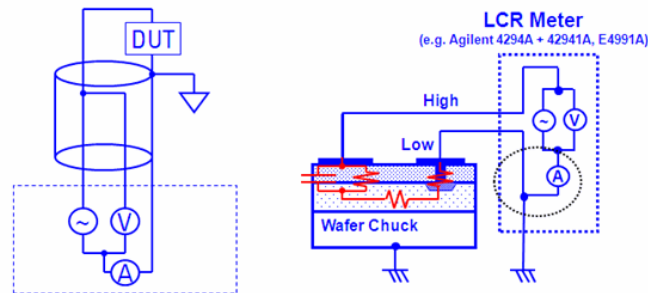 DUT
~
V
A
LCR Meter
(e.g. Agilent 4294A + 42941A, E4991A)
High
Low
~
V
A
Wafer Chuck